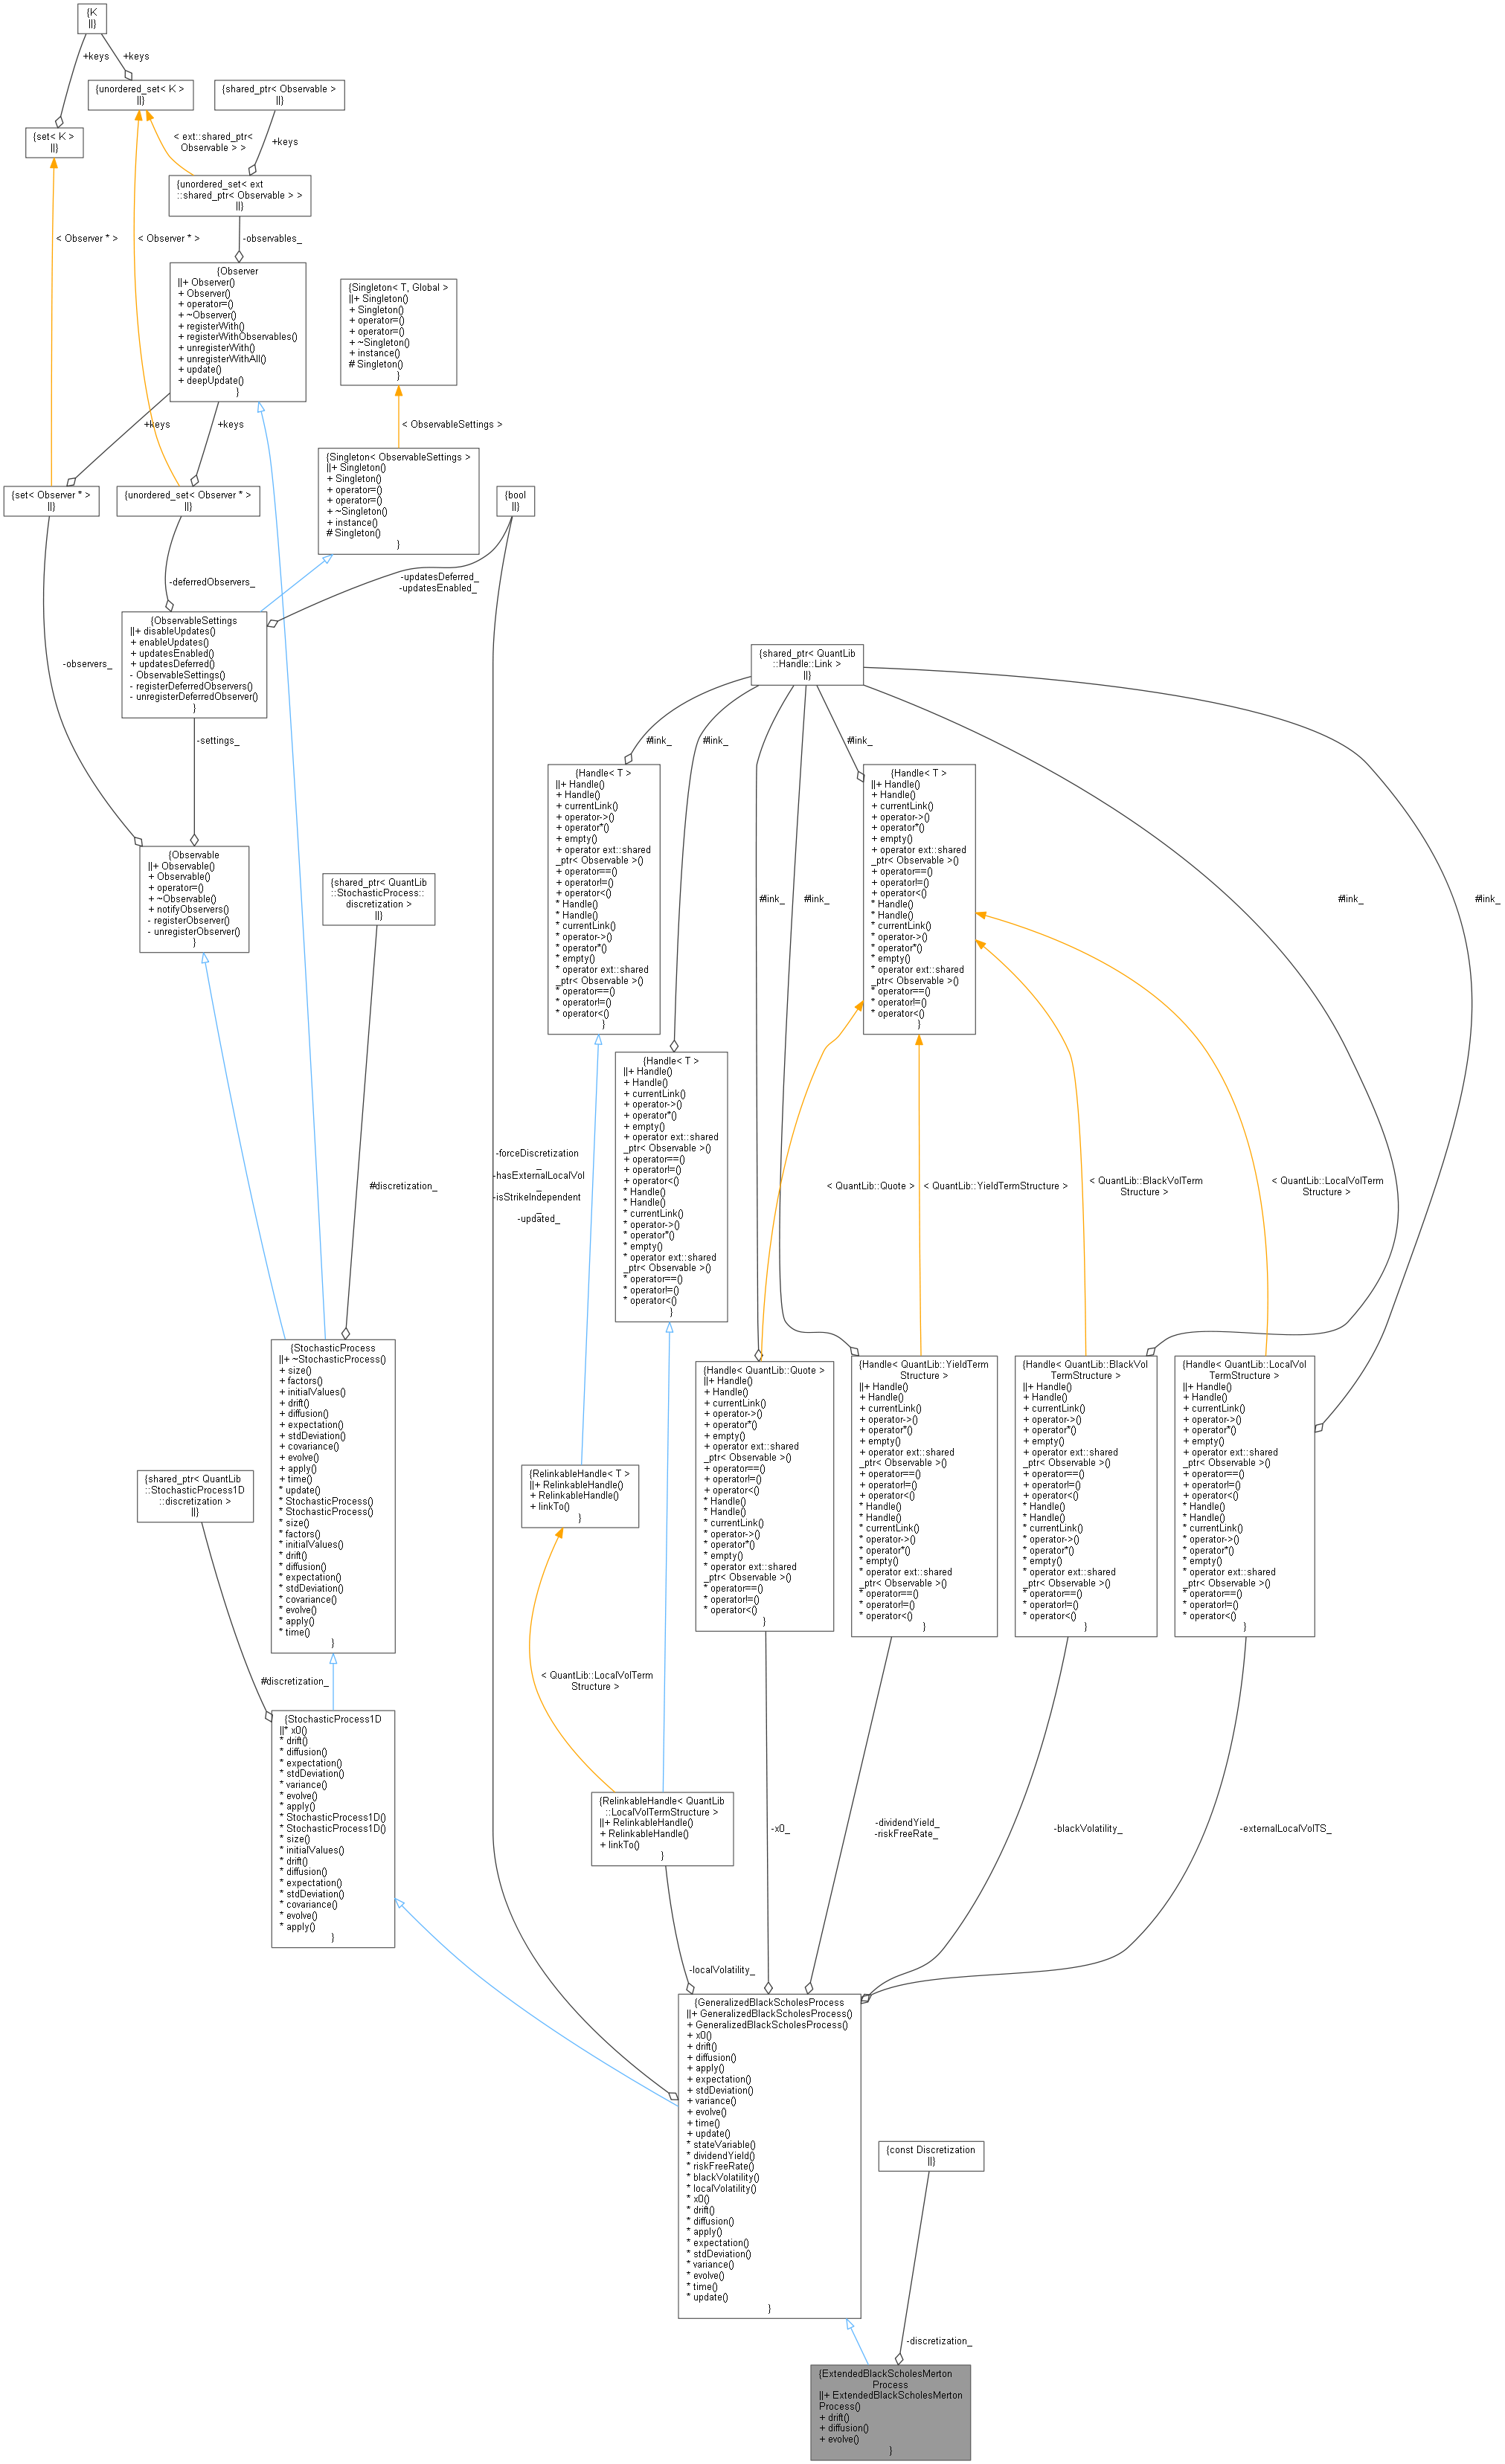 {K
||}
+keys
+keys
{unordered_set< K >
||}
{shared_ptr< Observable >
||}
{set< K >
||}
< ext::shared_ptr<
Observable > >
+keys
{unordered_set< ext
::shared_ptr< Observable > >
||}
< Observer * >
< Observer * >
-observables_
{Observer
||+ Observer()
+ Observer()
+ operator=()
+ ~Observer()
+ registerWith()
+ registerWithObservables()
+ unregisterWith()
+ unregisterWithAll()
+ update()
+ deepUpdate()
}
{Singleton< T, Global >
||+ Singleton()
+ Singleton()
+ operator=()
+ operator=()
+ ~Singleton()
+ instance()
# Singleton()
}
+keys
+keys
< ObservableSettings >
{Singleton< ObservableSettings >
||+ Singleton()
+ Singleton()
+ operator=()
+ operator=()
+ ~Singleton()
+ instance()
# Singleton()
}
{set< Observer * >
||}
{unordered_set< Observer * >
||}
{bool
||}
-deferredObservers_
-updatesDeferred_
-updatesEnabled_
{ObservableSettings
||+ disableUpdates()
+ enableUpdates()
+ updatesEnabled()
+ updatesDeferred()
- ObservableSettings()
- registerDeferredObservers()
- unregisterDeferredObserver()
}
-observers_
{shared_ptr< QuantLib
::Handle::Link >
||}
-settings_
#link_
#link_
#link_
{Handle< T >
||+ Handle()
+ Handle()
+ currentLink()
+ operator->()
+ operator*()
+ empty()
+ operator ext::shared
_ptr< Observable >()
+ operator==()
+ operator!=()
+ operator<()
* Handle()
* Handle()
* currentLink()
* operator->()
* operator*()
* empty()
* operator ext::shared
_ptr< Observable >()
* operator==()
* operator!=()
* operator<()
}
{Handle< T >
||+ Handle()
+ Handle()
+ currentLink()
+ operator->()
+ operator*()
+ empty()
+ operator ext::shared
_ptr< Observable >()
+ operator==()
+ operator!=()
+ operator<()
* Handle()
* Handle()
* currentLink()
* operator->()
* operator*()
* empty()
* operator ext::shared
_ptr< Observable >()
* operator==()
* operator!=()
* operator<()
}
{Observable
||+ Observable()
+ Observable()
+ operator=()
+ ~Observable()
+ notifyObservers()
- registerObserver()
- unregisterObserver()
}
{shared_ptr< QuantLib
::StochasticProcess::
discretization >
||}
#link_
#link_
#link_
#link_
{Handle< T >
||+ Handle()
+ Handle()
+ currentLink()
+ operator->()
+ operator*()
+ empty()
+ operator ext::shared
_ptr< Observable >()
+ operator==()
+ operator!=()
+ operator<()
* Handle()
* Handle()
* currentLink()
* operator->()
* operator*()
* empty()
* operator ext::shared
_ptr< Observable >()
* operator==()
* operator!=()
* operator<()
}
#discretization_
-forceDiscretization
_
-hasExternalLocalVol
_
-isStrikeIndependent
_
-updated_
< QuantLib::Quote >
< QuantLib::YieldTermStructure >
< QuantLib::BlackVolTerm
Structure >
< QuantLib::LocalVolTerm
Structure >
{StochasticProcess
||+ ~StochasticProcess()
+ size()
+ factors()
+ initialValues()
+ drift()
+ diffusion()
+ expectation()
+ stdDeviation()
+ covariance()
+ evolve()
+ apply()
+ time()
* update()
* StochasticProcess()
* StochasticProcess()
* size()
* factors()
* initialValues()
* drift()
* diffusion()
* expectation()
* stdDeviation()
* covariance()
* evolve()
* apply()
* time()
}
{Handle< QuantLib::Quote >
||+ Handle()
+ Handle()
+ currentLink()
+ operator->()
+ operator*()
+ empty()
+ operator ext::shared
_ptr< Observable >()
+ operator==()
+ operator!=()
+ operator<()
* Handle()
* Handle()
* currentLink()
* operator->()
* operator*()
* empty()
* operator ext::shared
_ptr< Observable >()
* operator==()
* operator!=()
* operator<()
}
{Handle< QuantLib::YieldTerm
Structure >
||+ Handle()
+ Handle()
+ currentLink()
+ operator->()
+ operator*()
+ empty()
+ operator ext::shared
_ptr< Observable >()
+ operator==()
+ operator!=()
+ operator<()
* Handle()
* Handle()
* currentLink()
* operator->()
* operator*()
* empty()
* operator ext::shared
_ptr< Observable >()
* operator==()
* operator!=()
* operator<()
}
{Handle< QuantLib::BlackVol
TermStructure >
||+ Handle()
+ Handle()
+ currentLink()
+ operator->()
+ operator*()
+ empty()
+ operator ext::shared
_ptr< Observable >()
+ operator==()
+ operator!=()
+ operator<()
* Handle()
* Handle()
* currentLink()
* operator->()
* operator*()
* empty()
* operator ext::shared
_ptr< Observable >()
* operator==()
* operator!=()
* operator<()
}
{Handle< QuantLib::LocalVol
TermStructure >
||+ Handle()
+ Handle()
+ currentLink()
+ operator->()
+ operator*()
+ empty()
+ operator ext::shared
_ptr< Observable >()
+ operator==()
+ operator!=()
+ operator<()
* Handle()
* Handle()
* currentLink()
* operator->()
* operator*()
* empty()
* operator ext::shared
_ptr< Observable >()
* operator==()
* operator!=()
* operator<()
}
{shared_ptr< QuantLib
::StochasticProcess1D
::discretization >
||}
{RelinkableHandle< T >
||+ RelinkableHandle()
+ RelinkableHandle()
+ linkTo()
}
#discretization_
< QuantLib::LocalVolTerm
Structure >
{StochasticProcess1D
||* x0()
* drift()
* diffusion()
* expectation()
* stdDeviation()
* variance()
* evolve()
* apply()
* StochasticProcess1D()
* StochasticProcess1D()
* size()
* initialValues()
* drift()
* diffusion()
* expectation()
* stdDeviation()
* covariance()
* evolve()
* apply()
}
{RelinkableHandle< QuantLib
::LocalVolTermStructure >
||+ RelinkableHandle()
+ RelinkableHandle()
+ linkTo()
}
-x0_
-dividendYield_
-riskFreeRate_
-blackVolatility_
-externalLocalVolTS_
-localVolatility_
{GeneralizedBlackScholesProcess
||+ GeneralizedBlackScholesProcess()
+ GeneralizedBlackScholesProcess()
+ x0()
+ drift()
+ diffusion()
+ apply()
+ expectation()
+ stdDeviation()
+ variance()
+ evolve()
+ time()
+ update()
* stateVariable()
* dividendYield()
* riskFreeRate()
* blackVolatility()
* localVolatility()
* x0()
* drift()
* diffusion()
* apply()
* expectation()
* stdDeviation()
* variance()
* evolve()
* time()
* update()
}
{const Discretization
||}
-discretization_
{ExtendedBlackScholesMerton
Process
||+ ExtendedBlackScholesMerton
Process()
+ drift()
+ diffusion()
+ evolve()
}